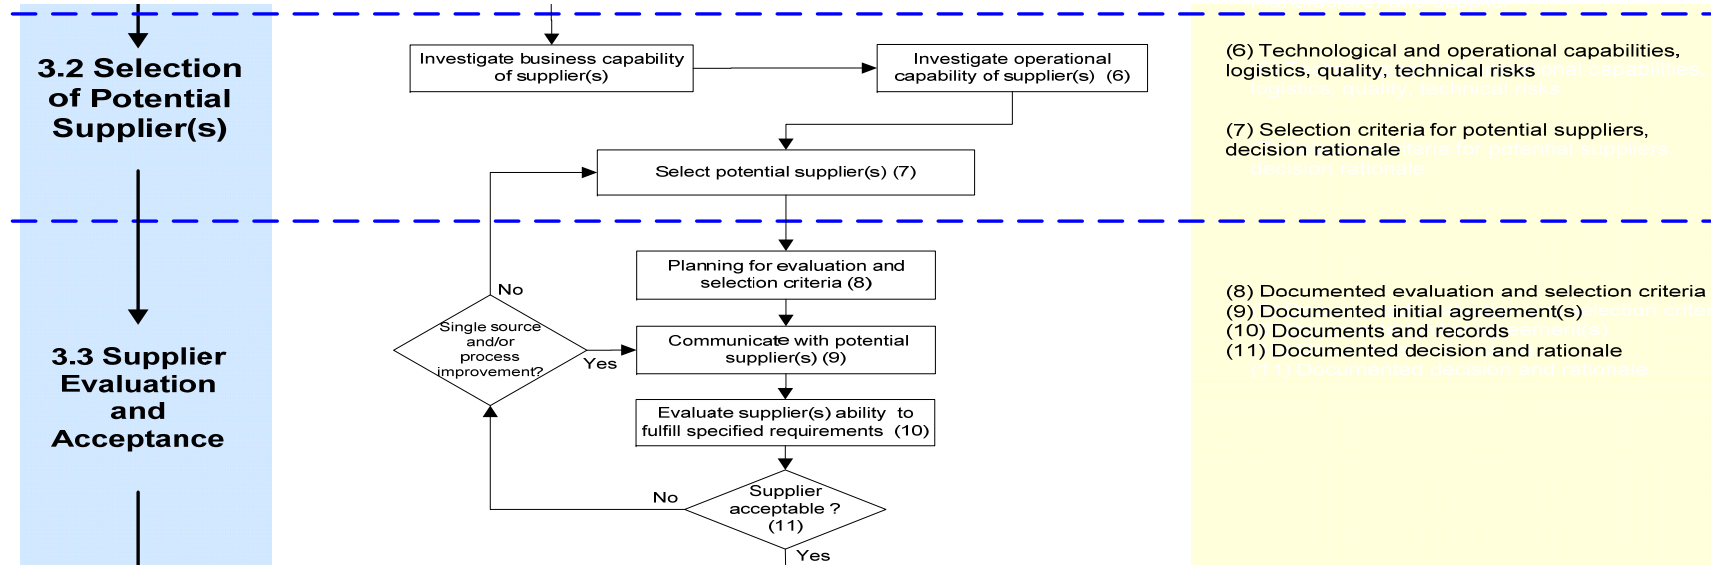 3.2 Selection
of Potential
Supplier(s)
Investigate business capability
of supplier(s)
Investigate operational
capability of supplier(s) (6)
(6) Technological and operational capabilities,
logistics, quality, technical risks
(7) Selection criteria for potential suppliers,
decision rationale
Select potential supplier(s) (7)
3.3 Supplier
Evaluation
and
Acceptance
Planning for evaluation and
selection criteria (8)
No
Single source
and/or
process
improvement?
Yes
Communicate with potential
supplier(s) (9)
Evaluate supplier(s) ability to
fulfill specified requirements (10)
No
Supplier
acceptable ?
(11)
Yes
(8) Documented evaluation and selection criteria
(9) Documented initial agreement(s)
(10) Documents and records
(11) Documented decision and rationale